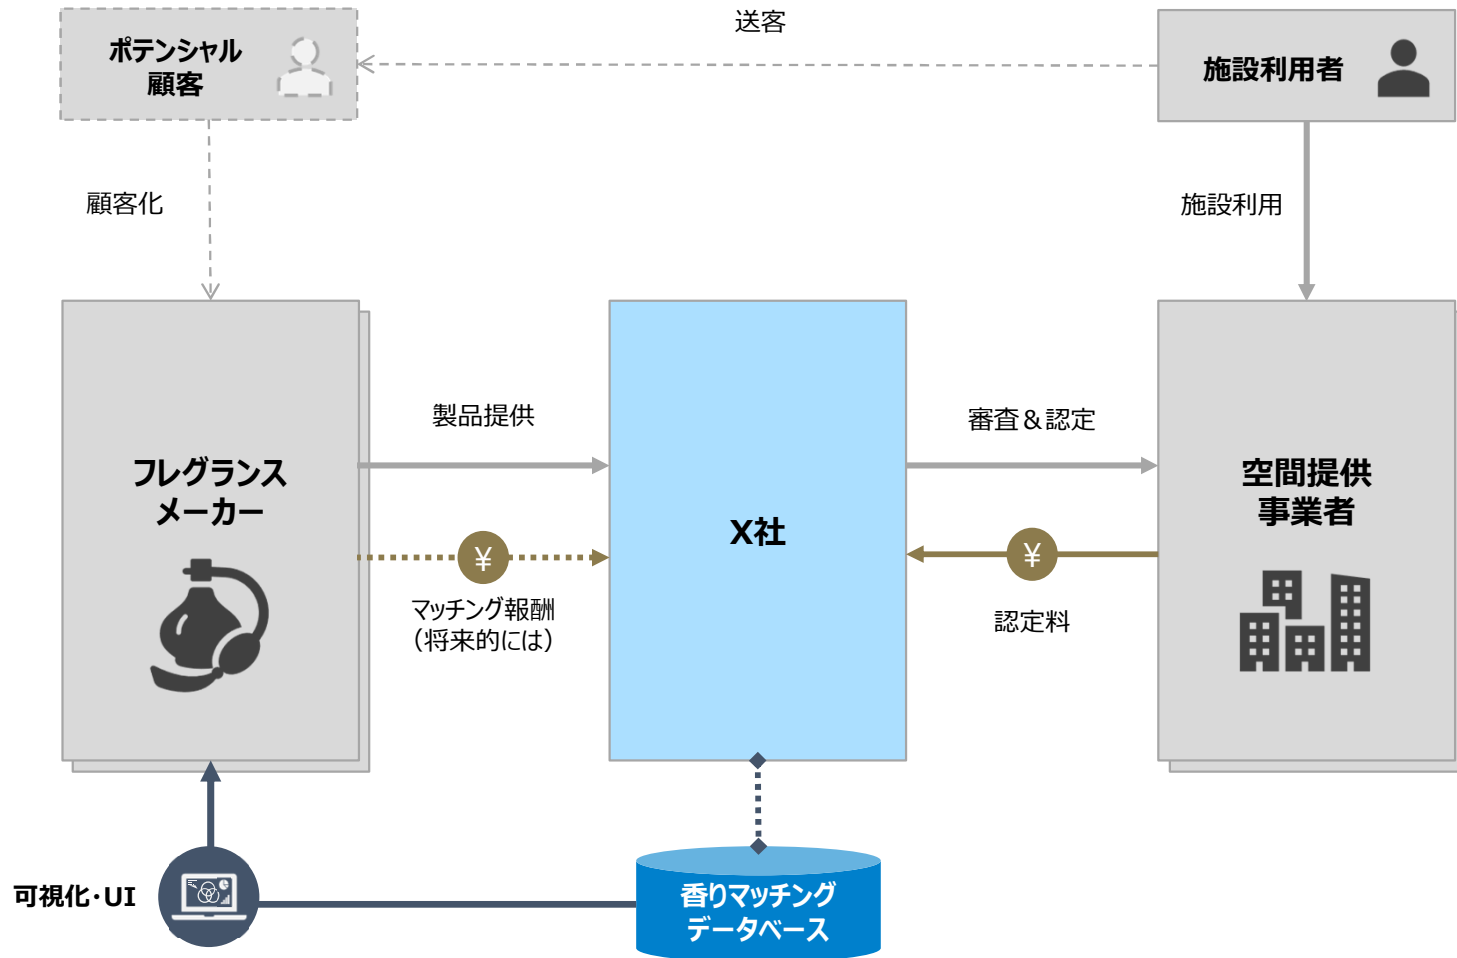 送客
ポテンシャル
顧客
施設利用者
顧客化
施設利用
製品提供
審査＆認定
フレグランス
メーカー
X社
空間提供
事業者
¥
¥
マッチング報酬
（将来的には）
認定料
可視化・UI
香りマッチング
データベース